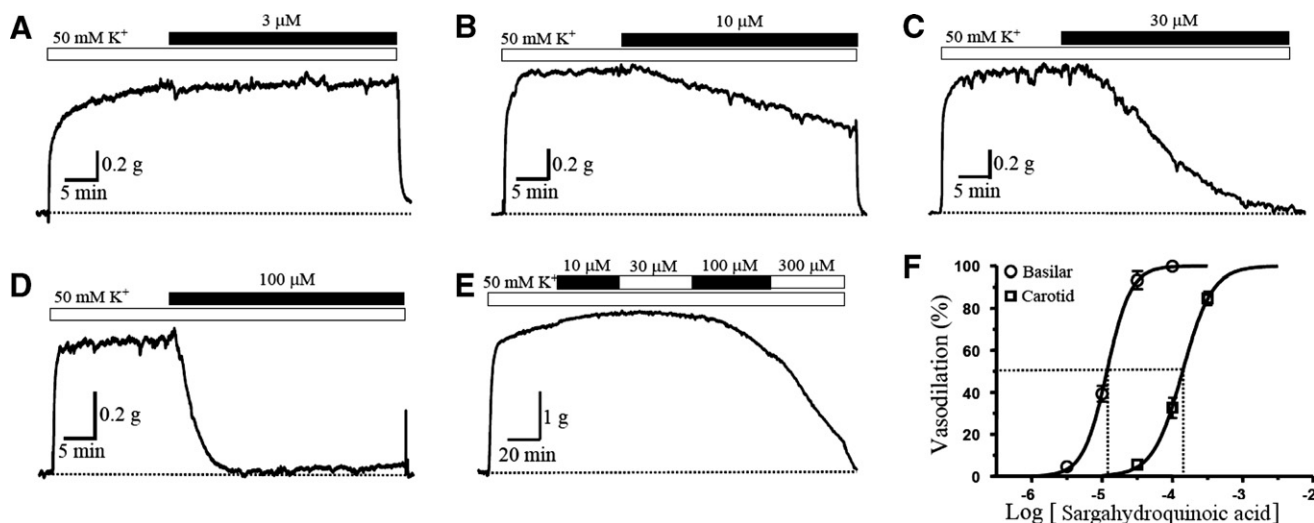 A
3 µM
50 mM K⁺
0.2 g
5 min
B
10 µM
50 mM K⁺
0.2 g
5 min
C
30 µM
50 mM K⁺
0.2 g
5 min
D
100 µM
50 mM K⁺
0.2 g
5 min
E
10 µM 30 µM 100 µM 300 µM
50 mM K⁺
1 g
20 min
F
Basilar
Carotid
Vasodilation (%)
100
80
60
40
20
0
-6 -5 -4 -3 -2
Log [ Sargahydroquinoic acid]